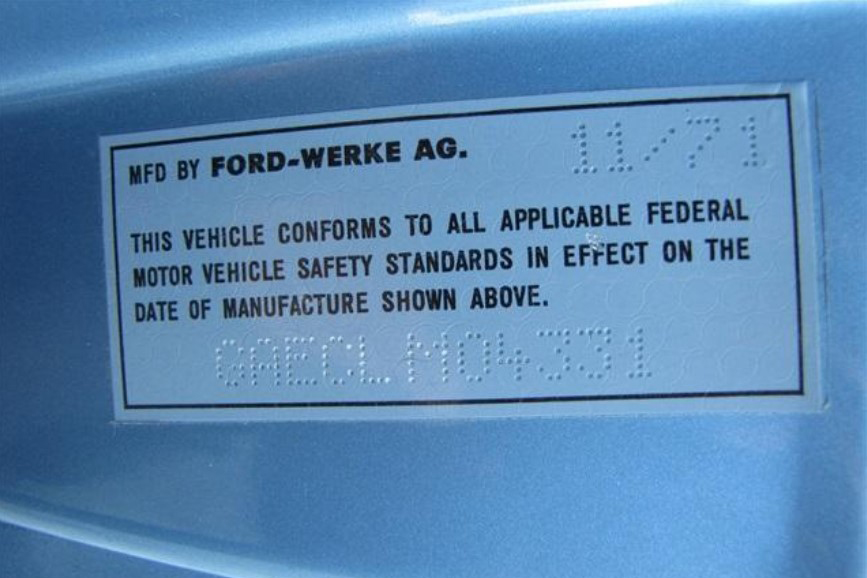 MFD BY FORD-WERKE AG. 11/71
THIS VEHICLE CONFORMS TO ALL APPLICABLE FEDERAL
MOTOR VEHICLE SAFETY STANDARDS IN EFFECT ON THE
DATE OF MANUFACTURE SHOWN ABOVE.
GAECLM04331